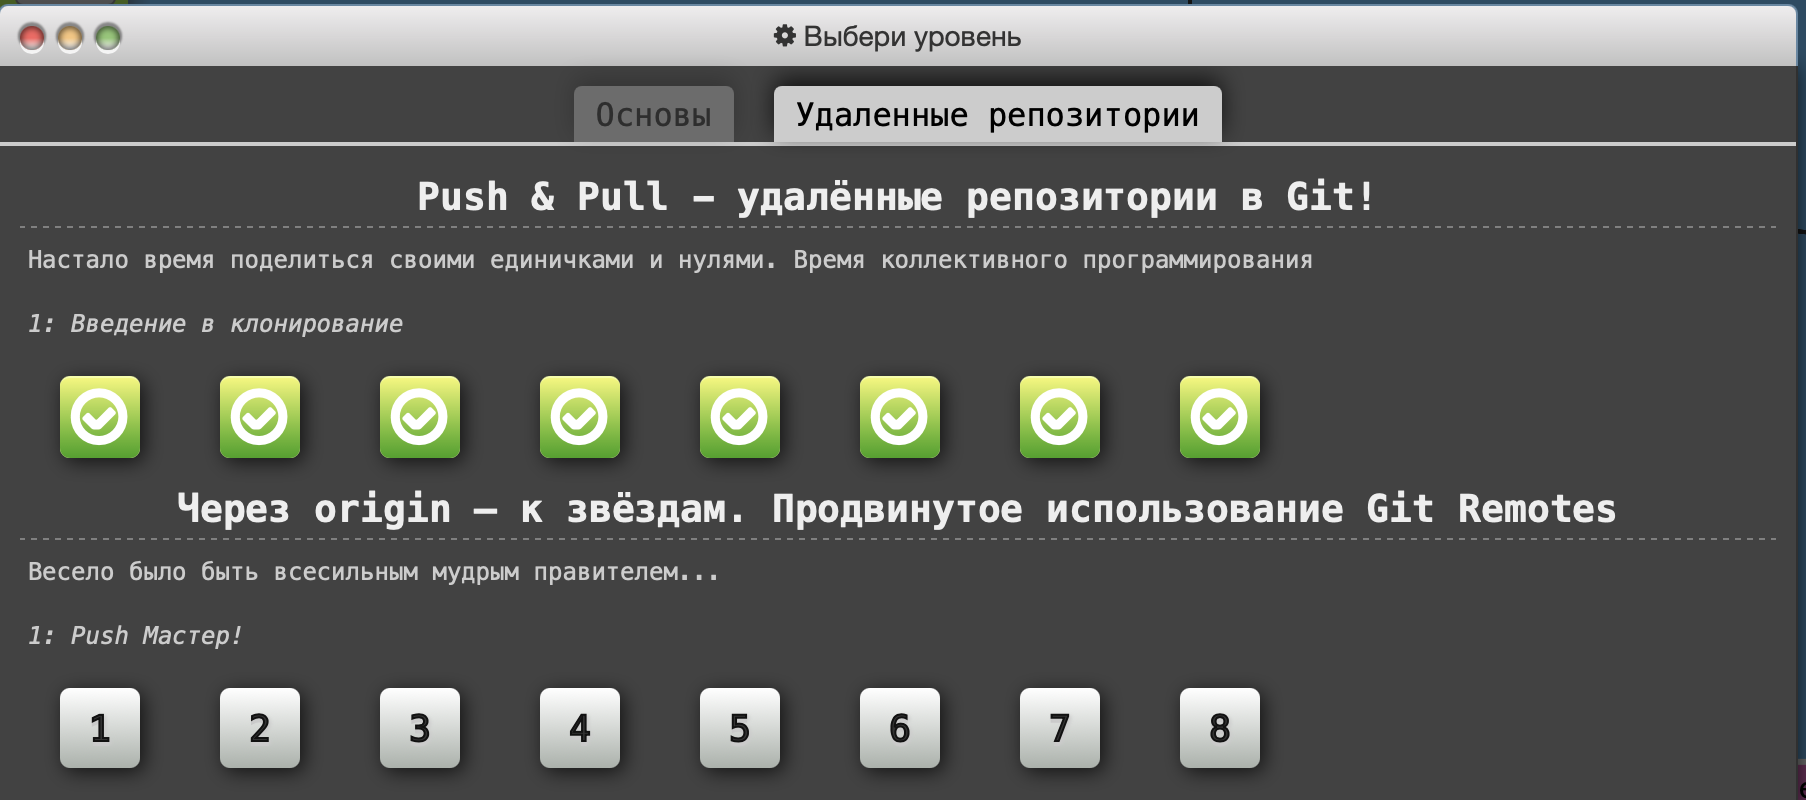 Выбери уровень
Основы
Удаленные репозитории
Push & Pull – удалённые репозитории в Git!
Настало время поделиться своими единичками и нулями. Время коллективного программирования
1: Введение в клонирование
Через origin – к звёздам. Продвинутое использование Git Remotes
Весело было быть всесильным мудрым правителем...
1: Push Мастер!
1 2 3 4 5 6 7 8